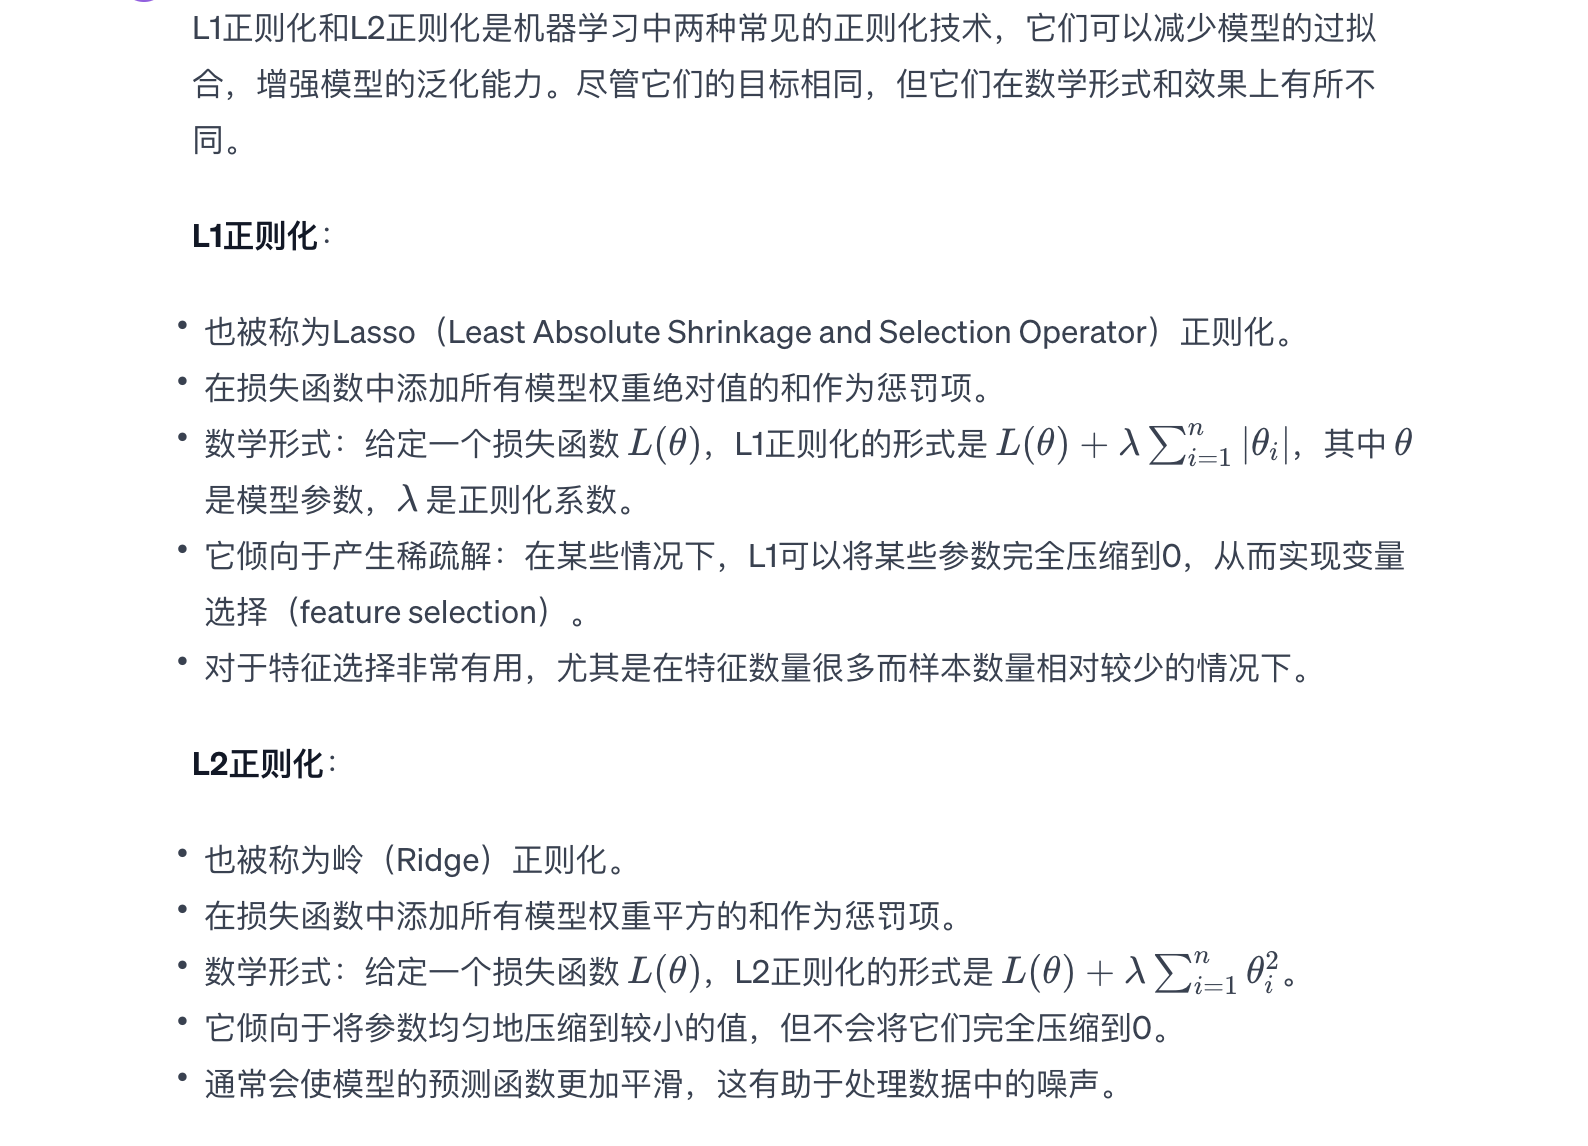 L1正则化和L2正则化是机器学习中两种常见的正则化技术，它们可以减少模型的过拟
合，增强模型的泛化能力。尽管它们的目标相同，但它们在数学形式和效果上有所不
同。
L1正则化：
• 也被称为Lasso（Least Absolute Shrinkage and Selection Operator）正则化。
• 在损失函数中添加所有模型权重绝对值的和作为惩罚项。
• 数学形式：给定一个损失函数 L(θ)，L1正则化的形式是 L(θ) + λ ∑_{i=1}^{n} |θ_i|，其中 θ
是模型参数，λ 是正则化系数。
• 它倾向于产生稀疏解：在某些情况下，L1可以将某些参数完全压缩到0，从而实现变量
选择（feature selection）。
• 对于特征选择非常有用，尤其是在特征数量很多而样本数量相对较少的情况下。
L2正则化：
• 也被称为岭（Ridge）正则化。
• 在损失函数中添加所有模型权重平方的和作为惩罚项。
• 数学形式：给定一个损失函数 L(θ)，L2正则化的形式是 L(θ) + λ ∑_{i=1}^{n} θ_i^2。
• 它倾向于将参数均匀地压缩到较小的值，但不会将它们完全压缩到0。
• 通常会使模型的预测函数更加平滑，这有助于处理数据中的噪声。